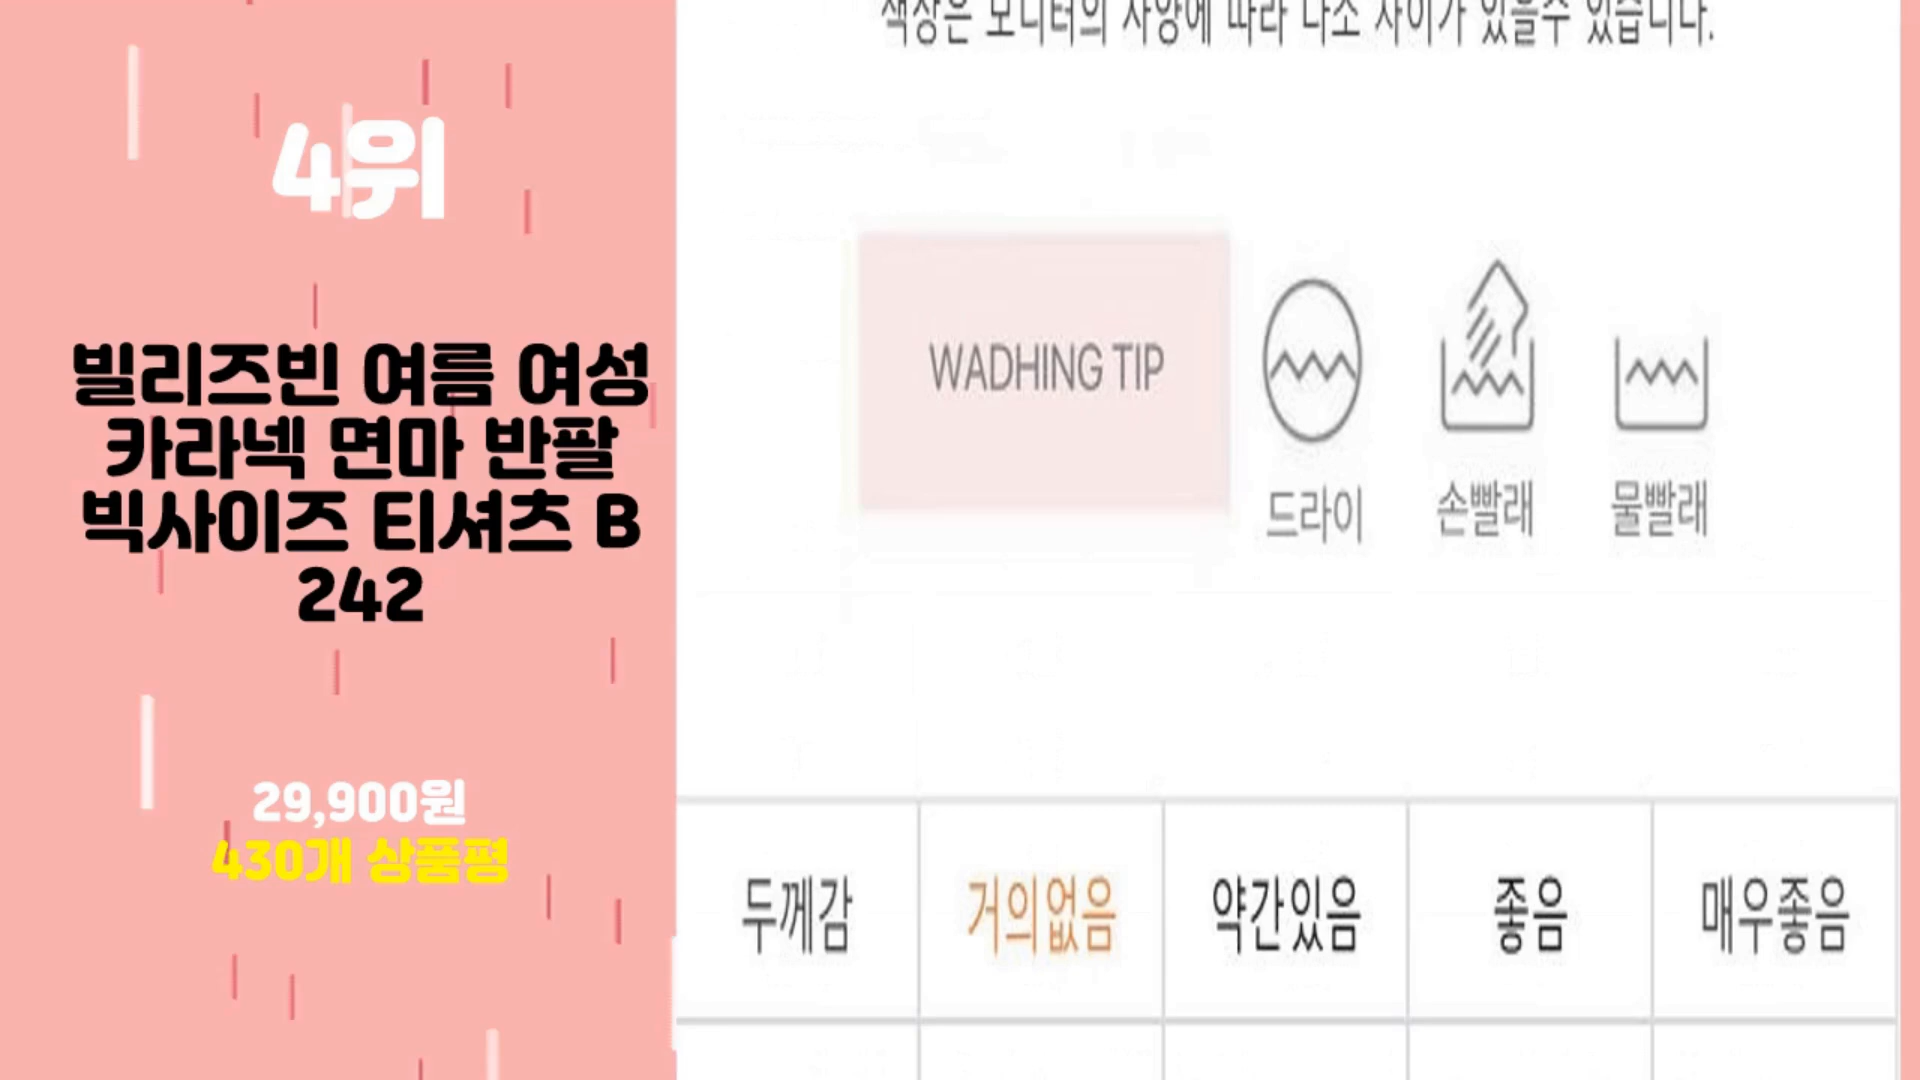 4위
빌리즈빈 여름 여성
카라넥 면마 반팔
빅사이즈 티셔츠 B
242
29,900원
430개 상품평
색상은 모니터의 사양에 따라 다소 차이가 있을수 있습니다.
WADHING TIP
드라이 손빨래 물빨래
두께감 거의없음 약간있음 좋음 매우좋음